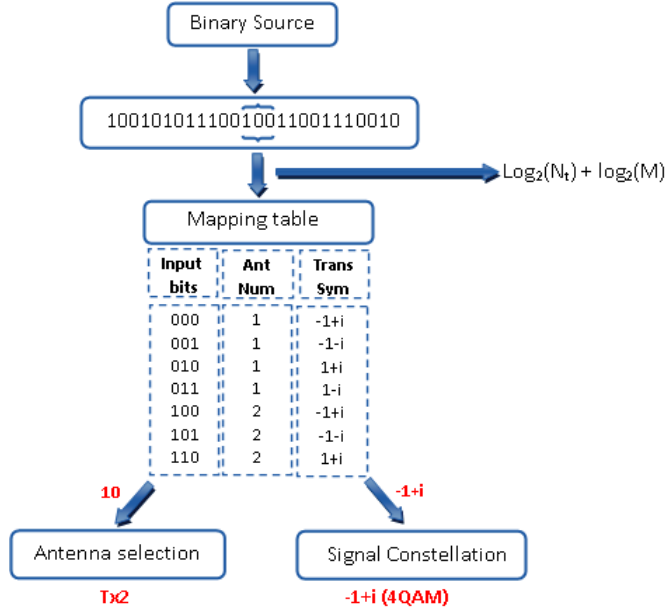 Binary Source
10010101110010011001110010
Log₂(Nₜ) + log₂(M)
Mapping table
Input bits Ant Num Trans Sym
000 1 -1+i
001 1 -1-i
010 1 1+i
011 1 1-i
100 2 -1+i
101 2 -1-i
110 2 1+i
10 -1+i
Antenna selection Signal Constellation
Tx2 -1+i (4QAM)